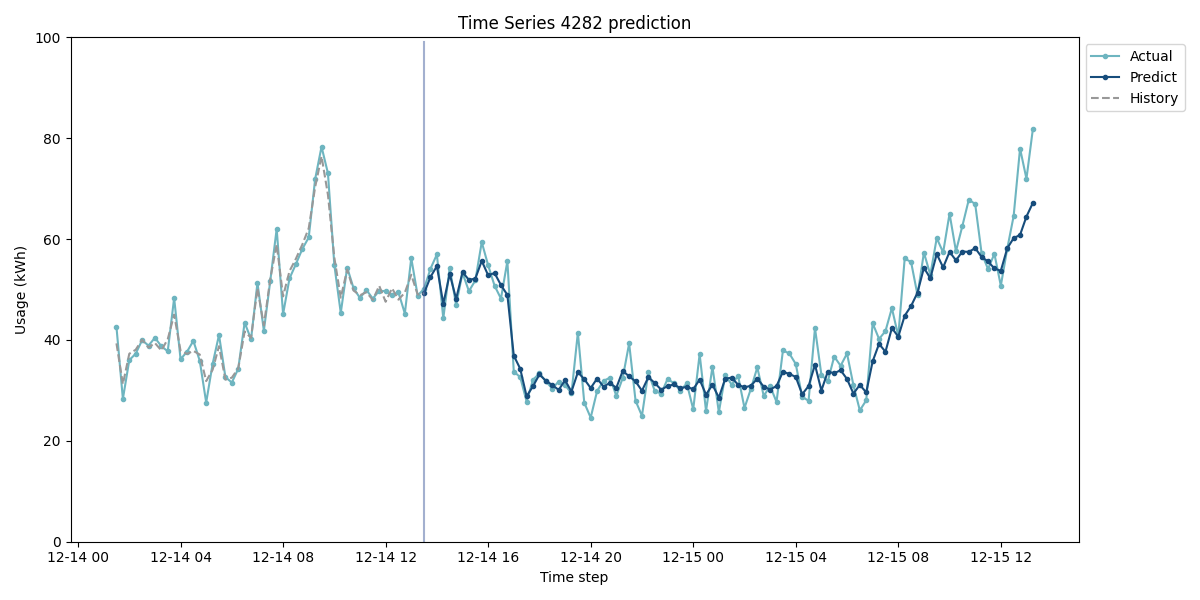 Time Series 4282 prediction
100
80
60
40
20
0
Usage (kWh)
12-14 00
12-14 04
12-14 08
12-14 12
12-14 16
12-14 20
12-15 00
12-15 04
12-15 08
12-15 12
Time step
Actual
Predict
History